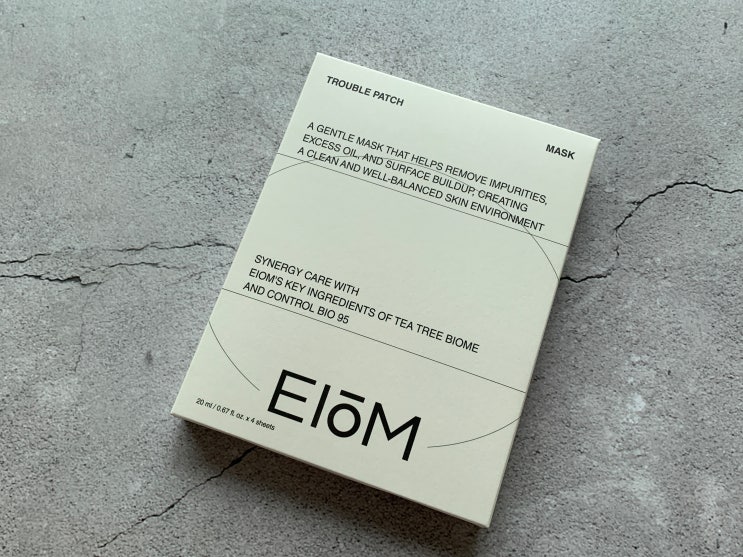 TROUBLE PATCH
MASK
A GENTLE MASK THAT HELPS REMOVE IMPURITIES,
EXCESS OIL, AND SURFACE BUILDUP, CREATING
A CLEAN AND WELL-BALANCED SKIN ENVIRONMENT
SYNERGY CARE WITH
EIOM'S KEY INGREDIENTS OF TEA TREE BIOME
AND CONTROL BIO 95
EIōM
20 ml / 0.67 fl. oz. x 4 sheets